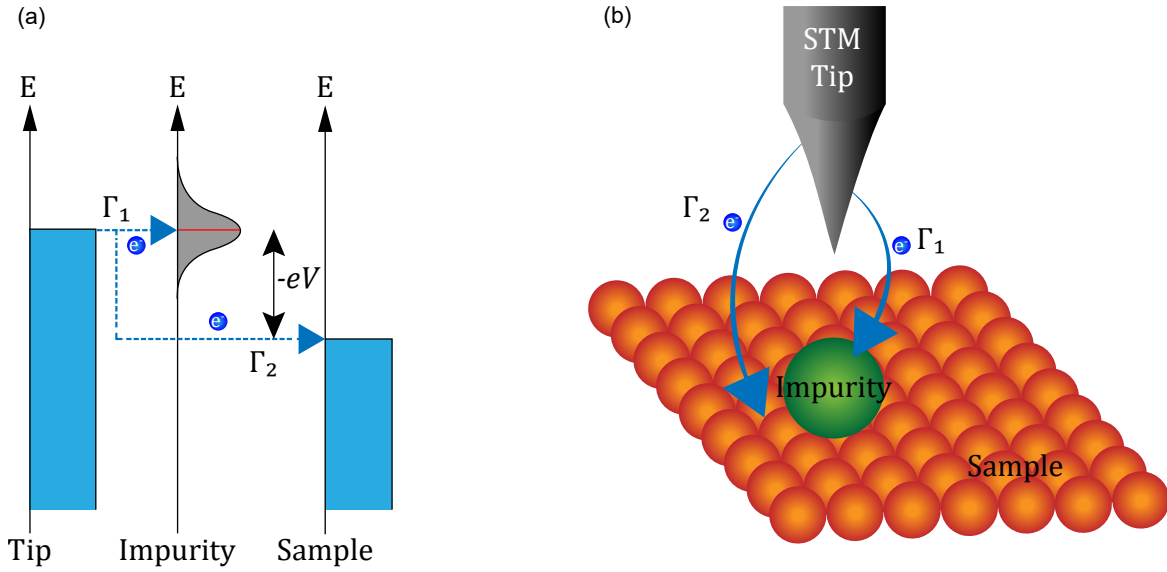 (a)
E
E
E
Γ₁
e⁻
-eV
e⁻
Γ₂
Tip
Impurity
Sample
(b)
STM
Tip
Γ₂
e⁻
e⁻
Γ₁
Impurity
Sample